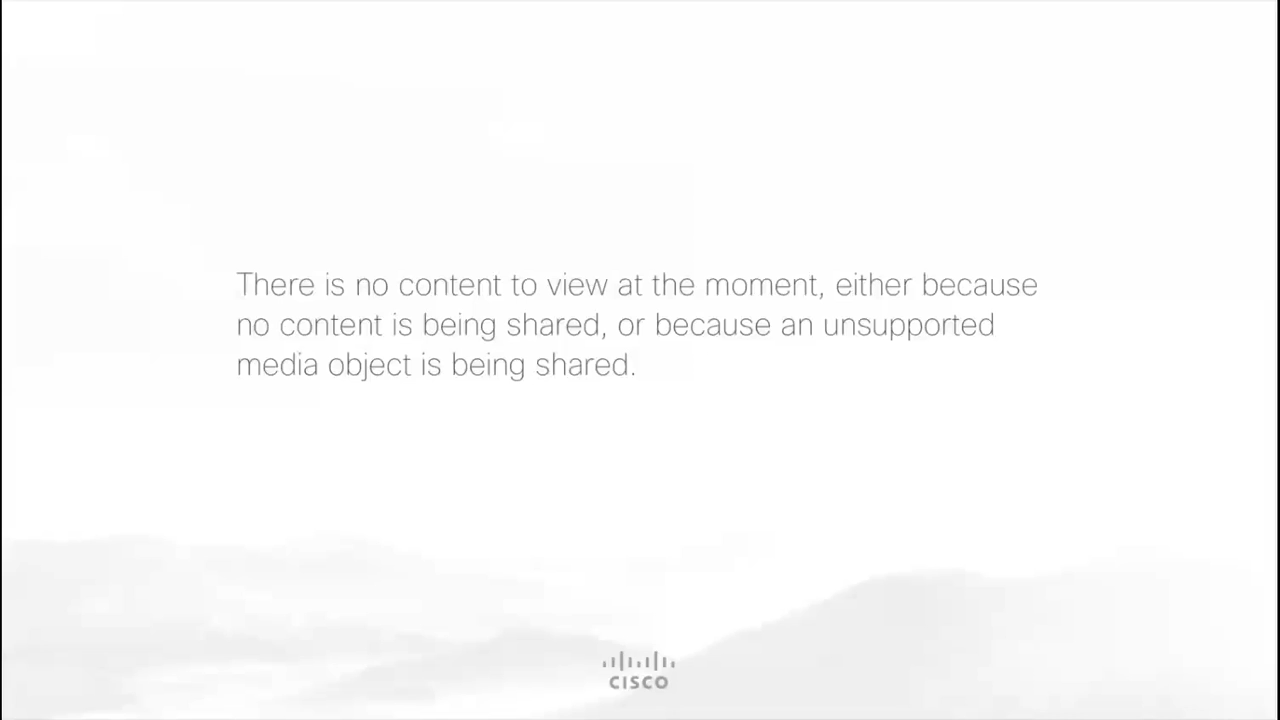 There is no content to view at the moment, either because
no content is being shared, or because an unsupported
media object is being shared.
CISCO